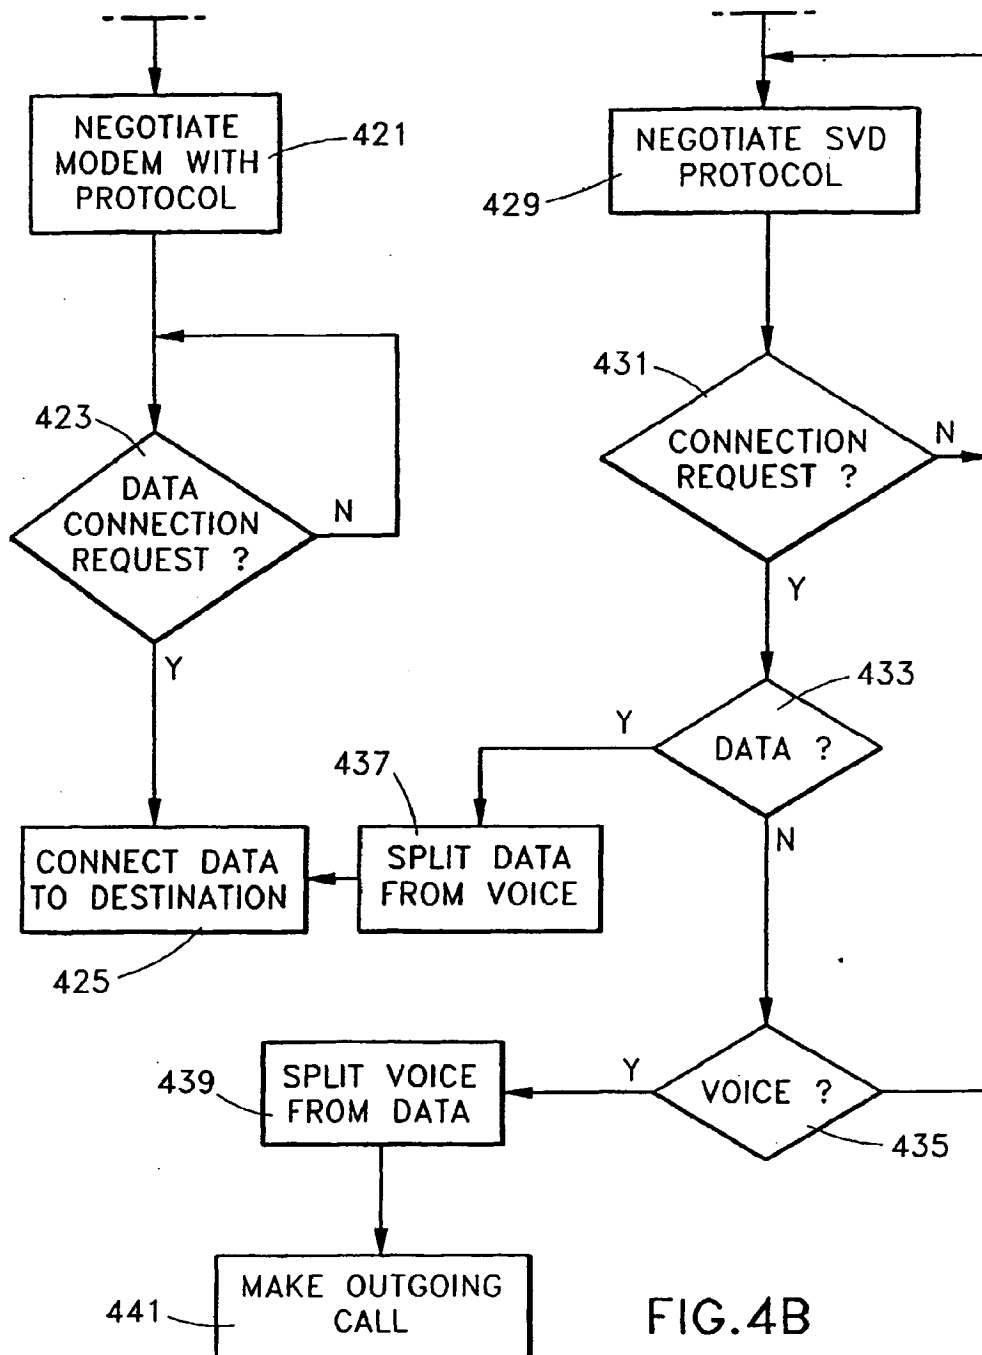 NEGOTIATE
MODEM WITH
PROTOCOL
421
NEGOTIATE SVD
PROTOCOL
429
431
CONNECTION
REQUEST ?
N
Y
423
DATA
CONNECTION
REQUEST ?
N
Y
433
DATA ?
Y
N
437
SPLIT DATA
FROM VOICE
CONNECT DATA
TO DESTINATION
425
VOICE ?
Y
435
439
SPLIT VOICE
FROM DATA
441
MAKE OUTGOING
CALL
FIG.4B